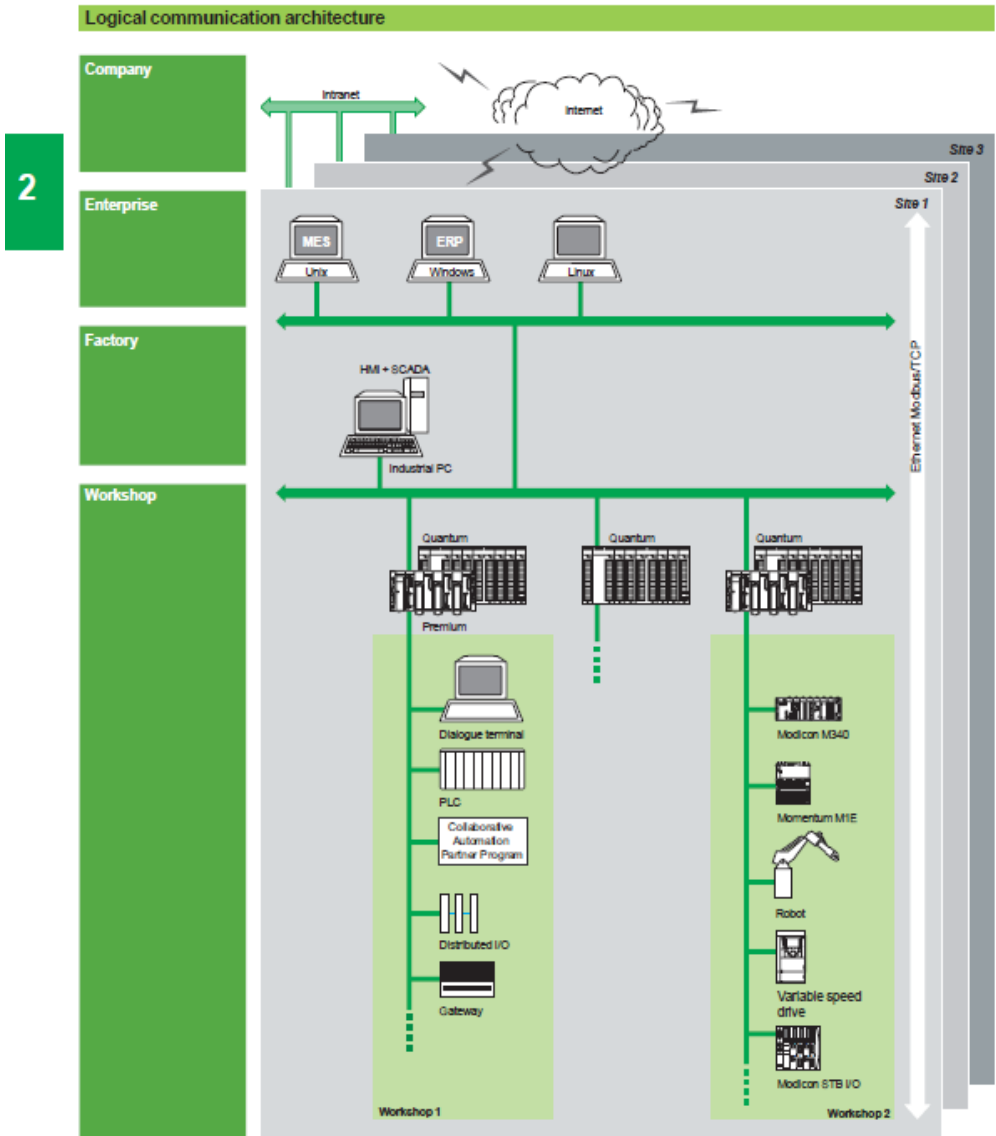 Logical communication architecture
Company
Intranet
Internet
Site 3
Site 2
2
Enterprise
Site 1
MES
ERP
Unix
Windows
Linux
Factory
HMI + SCADA
Industrial PC
Ethernet Modbus/TCP
Workshop
Quantum
Quantum
Quantum
Premium
Dialogue terminal
PLC
Collaborative
Automation
Partner Program
Distributed I/O
Gateway
Workshop 1
Modicon M340
Momentum M1E
Robot
Variable speed
drive
Modicon STB I/O
Workshop 2